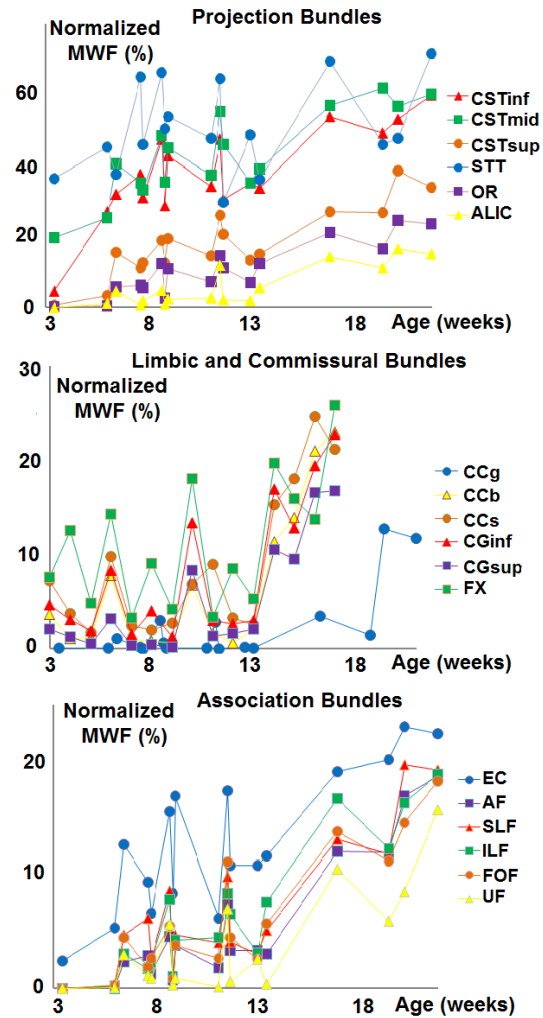 Projection Bundles
Normalized
MWF (%)
60
40
20
0
3
8
13
18
Age (weeks)
CSTinf
CSTmid
CSTsup
STT
OR
ALIC
Limbic and Commissural Bundles
Normalized
MWF (%)
30
20
10
0
3
8
13
18
Age (weeks)
CCg
CCb
CCs
CGinf
CGsup
FX
Association Bundles
Normalized
MWF (%)
20
10
0
3
8
13
18
Age (weeks)
EC
AF
SLF
ILF
FOF
UF